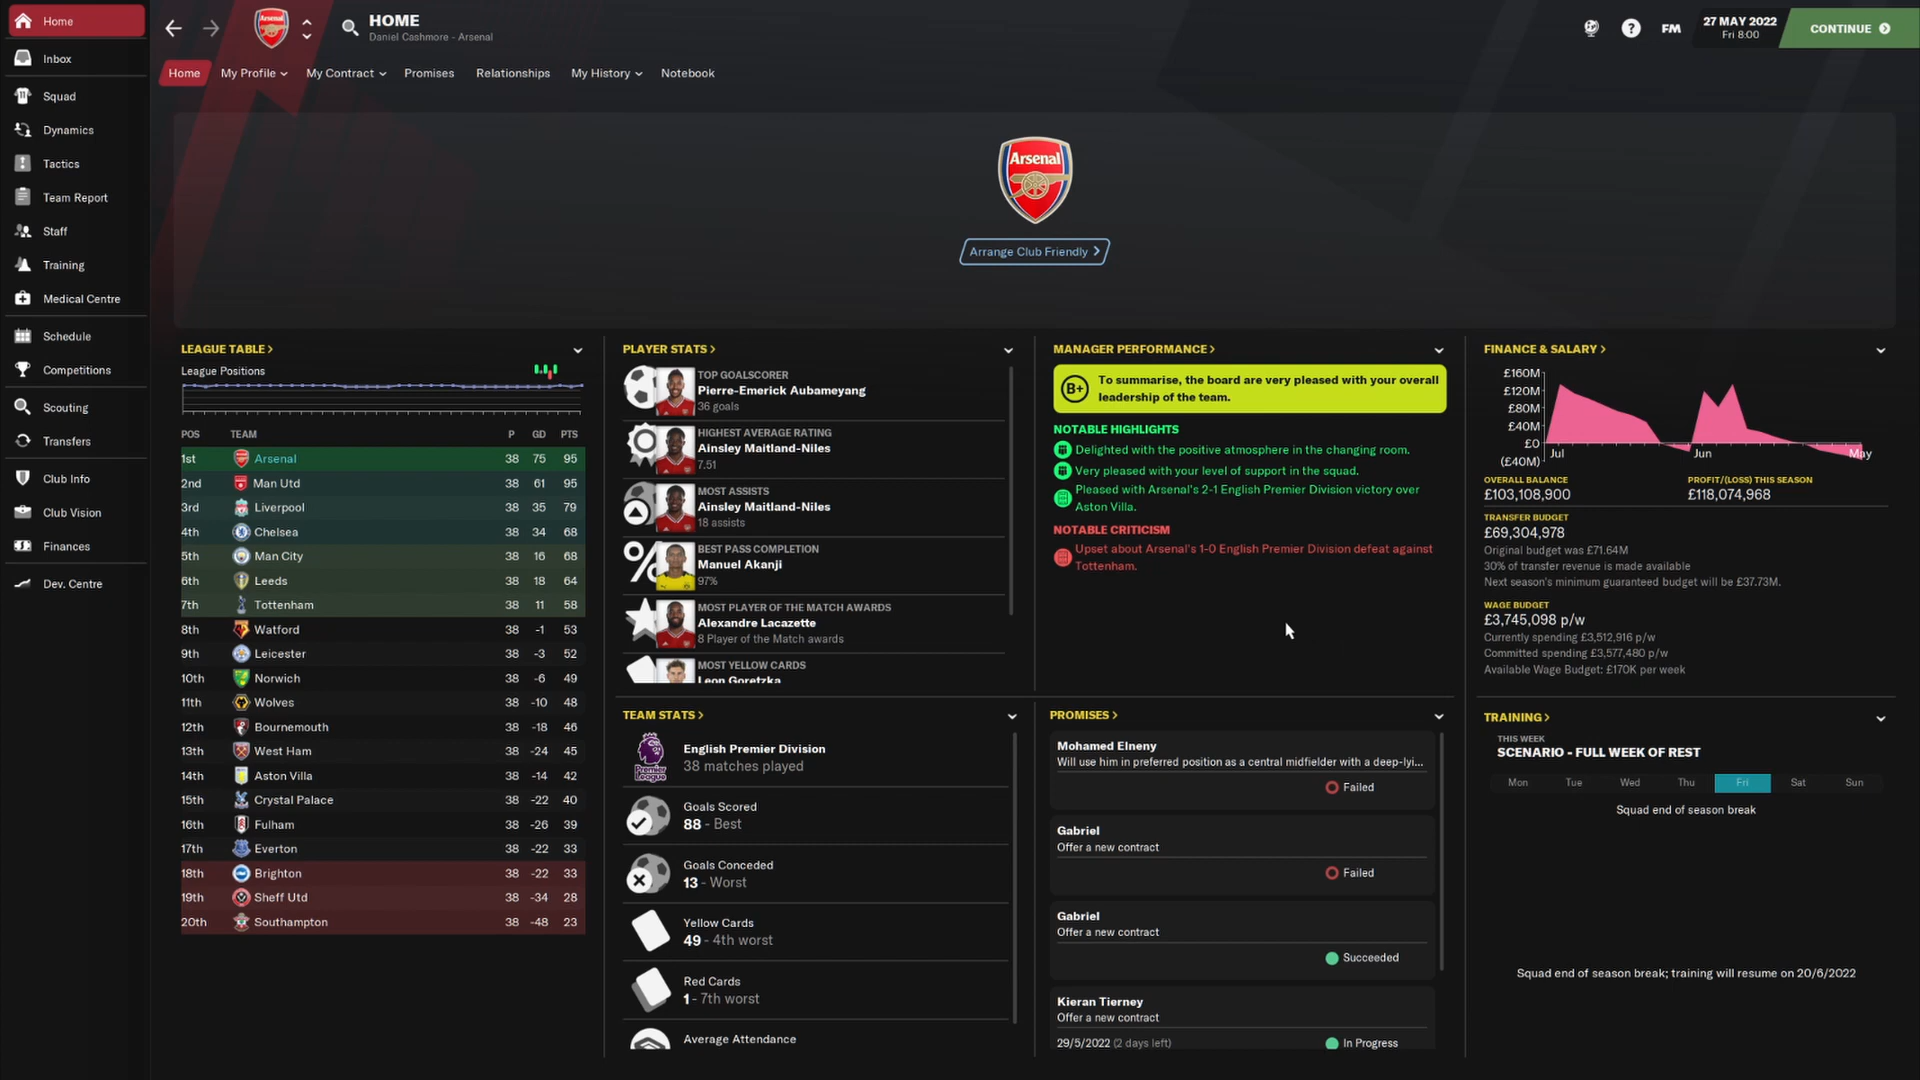 Home
Inbox
Squad
Dynamics
Tactics
Team Report
Staff
Training
Medical Centre
Schedule
Competitions
Scouting
Transfers
Club Info
Club Vision
Finances
Dev. Centre
Arsenal
HOME
Daniel Cashmore - Arsenal
FM
27 MAY 2022
Fri 8:00
CONTINUE
Home
My Profile
My Contract
Promises
Relationships
My History
Notebook
Arsenal
Arrange Club Friendly
LEAGUE TABLE
League Positions
POS TEAM P GD PTS
1st Arsenal 38 75 95
2nd Man Utd 38 61 95
3rd Liverpool 38 35 79
4th Chelsea 38 34 68
5th Man City 38 16 68
6th Leeds 38 18 64
7th Tottenham 38 11 58
8th Watford 38 -1 53
9th Leicester 38 -3 52
10th Norwich 38 -6 49
11th Wolves 38 -10 48
12th Bournemouth 38 -18 46
13th West Ham 38 -24 45
14th Aston Villa 38 -14 42
15th Crystal Palace 38 -22 40
16th Fulham 38 -26 39
17th Everton 38 -22 33
18th Brighton 38 -22 33
19th Sheff Utd 38 -34 28
20th Southampton 38 -48 23
PLAYER STATS
TOP GOALSCORER
Pierre-Emerick Aubameyang
36 goals
HIGHEST AVERAGE RATING
Ainsley Maitland-Niles
7.51
MOST ASSISTS
Ainsley Maitland-Niles
18 assists
BEST PASS COMPLETION
Manuel Akanji
97%
MOST PLAYER OF THE MATCH AWARDS
Alexandre Lacazette
8 Player of the Match awards
MOST YELLOW CARDS
Leon Goretzka
TEAM STATS
Premier League
English Premier Division
38 matches played
Goals Scored
88 - Best
Goals Conceded
13 - Worst
Yellow Cards
49 - 4th worst
Red Cards
1 - 7th worst
Average Attendance
MANAGER PERFORMANCE
B+
To summarise, the board are very pleased with your overall
leadership of the team.
NOTABLE HIGHLIGHTS
Delighted with the positive atmosphere in the changing room.
Very pleased with your level of support in the squad.
Pleased with Arsenal's 2-1 English Premier Division victory over
Aston Villa.
NOTABLE CRITICISM
Upset about Arsenal's 1-0 English Premier Division defeat against
Tottenham.
PROMISES
Mohamed Elneny
Will use him in preferred position as a central midfielder with a deep-lyi...
Failed
Gabriel
Offer a new contract
Failed
Gabriel
Offer a new contract
Succeeded
Kieran Tierney
Offer a new contract
29/5/2022 (2 days left)
In Progress
FINANCE & SALARY
£160M
£120M
£80M
£40M
£0
(£40M)
Jul
Jun
May
OVERALL BALANCE
£103,108,900
PROFIT/(LOSS) THIS SEASON
£118,074,968
TRANSFER BUDGET
£69,304,978
Original budget was £71.64M
30% of transfer revenue is made available
Next season's minimum guaranteed budget will be £37.73M.
WAGE BUDGET
£3,745,098 p/w
Currently spending £3,512,916 p/w
Committed spending £3,577,480 p/w
Available Wage Budget: £170K per week
TRAINING
THIS WEEK
SCENARIO - FULL WEEK OF REST
Mon Tue Wed Thu Fri Sat Sun
Squad end of season break
Squad end of season break; training will resume on 20/6/2022